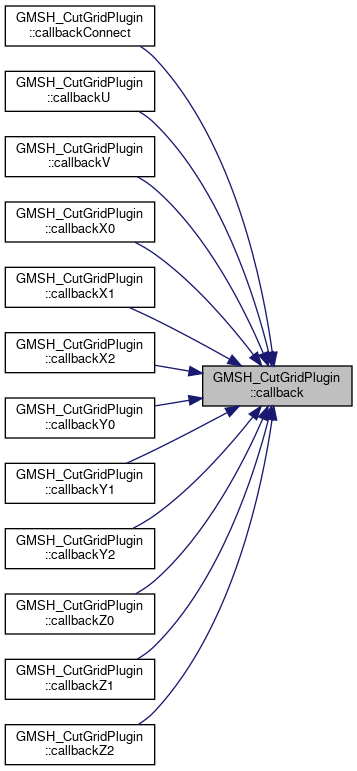 GMSH_CutGridPlugin
::callbackConnect
GMSH_CutGridPlugin
::callbackU
GMSH_CutGridPlugin
::callbackV
GMSH_CutGridPlugin
::callbackX0
GMSH_CutGridPlugin
::callbackX1
GMSH_CutGridPlugin
::callbackX2
GMSH_CutGridPlugin
::callback
GMSH_CutGridPlugin
::callbackY0
GMSH_CutGridPlugin
::callbackY1
GMSH_CutGridPlugin
::callbackY2
GMSH_CutGridPlugin
::callbackZ0
GMSH_CutGridPlugin
::callbackZ1
GMSH_CutGridPlugin
::callbackZ2